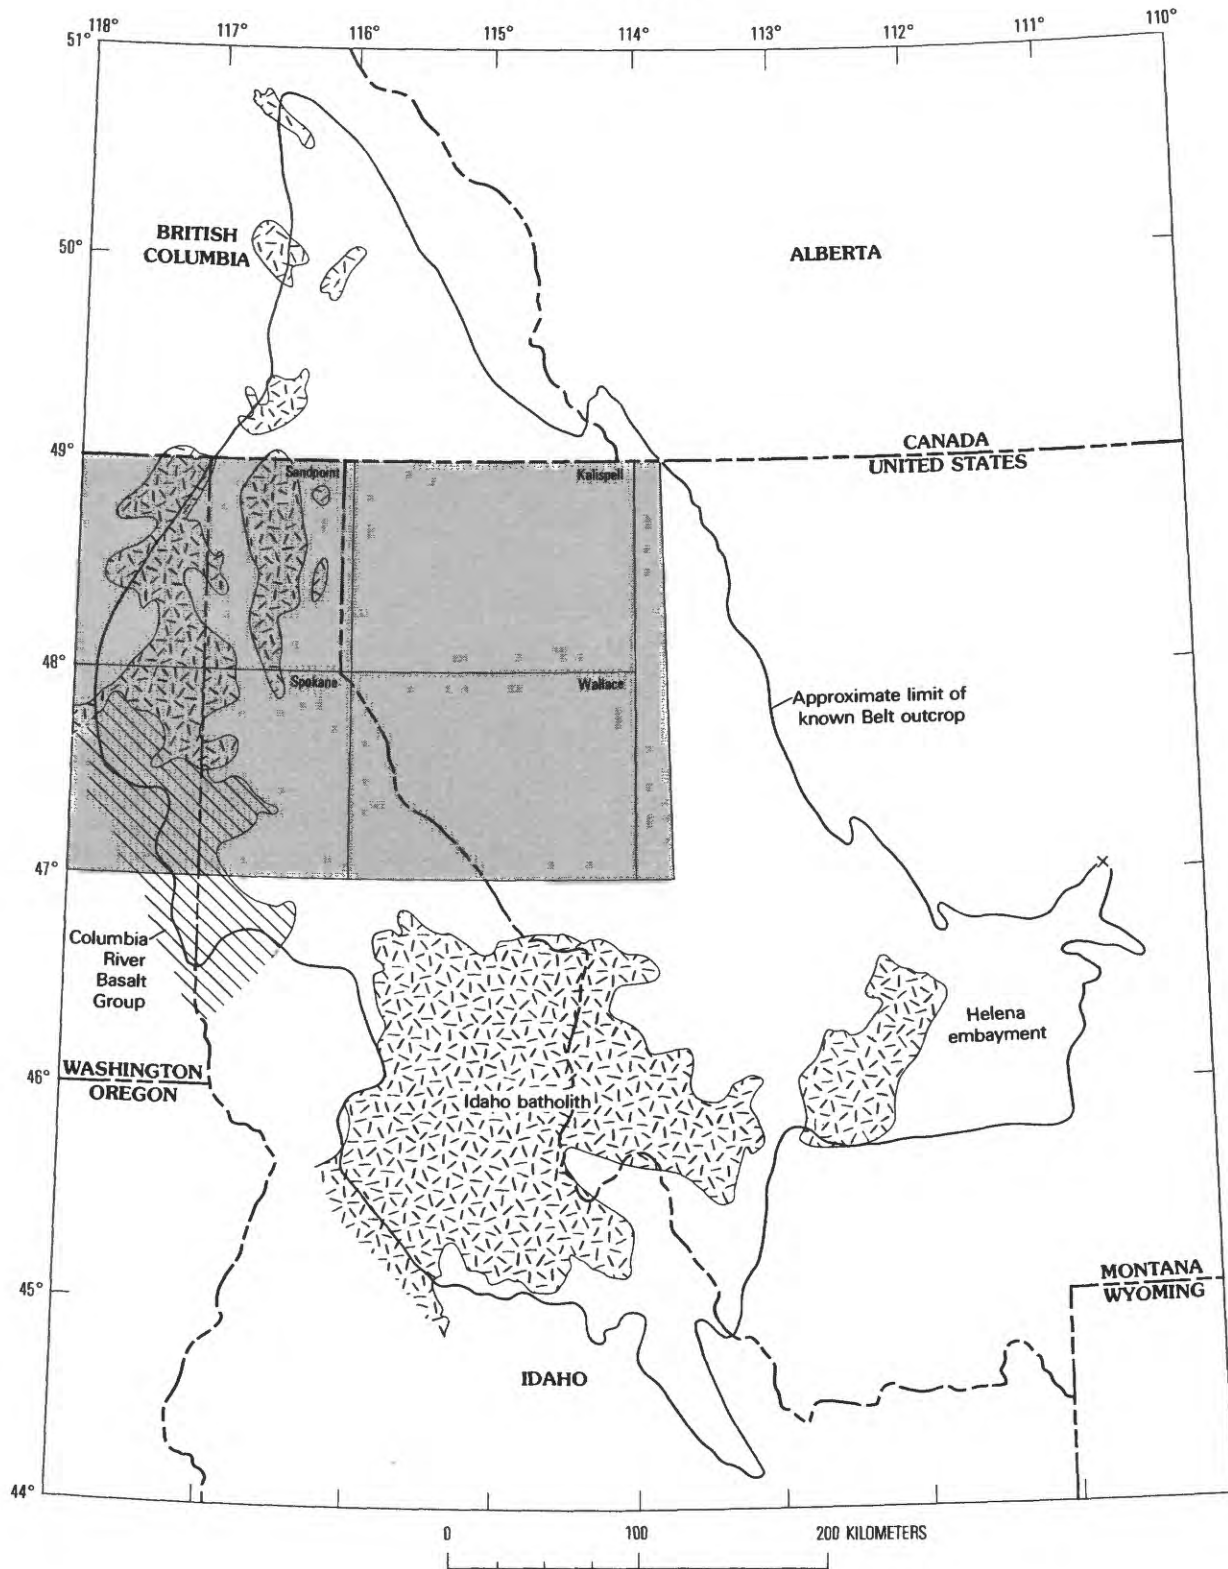 118°
117°
116°
115°
114°
113°
112°
111°
110°
51°
BRITISH
COLUMBIA
50°
ALBERTA
49°
CANADA
UNITED STATES
Sandpoint
Kalispell
48°
Spokane
Wallace
Approximate limit of
known Belt outcrop
47°
Columbia
River
Basalt
Group
Helena
embayment
WASHINGTON
OREGON
46°
Idaho batholith
45°
MONTANA
WYOMING
IDAHO
44°
0 100 200 KILOMETERS